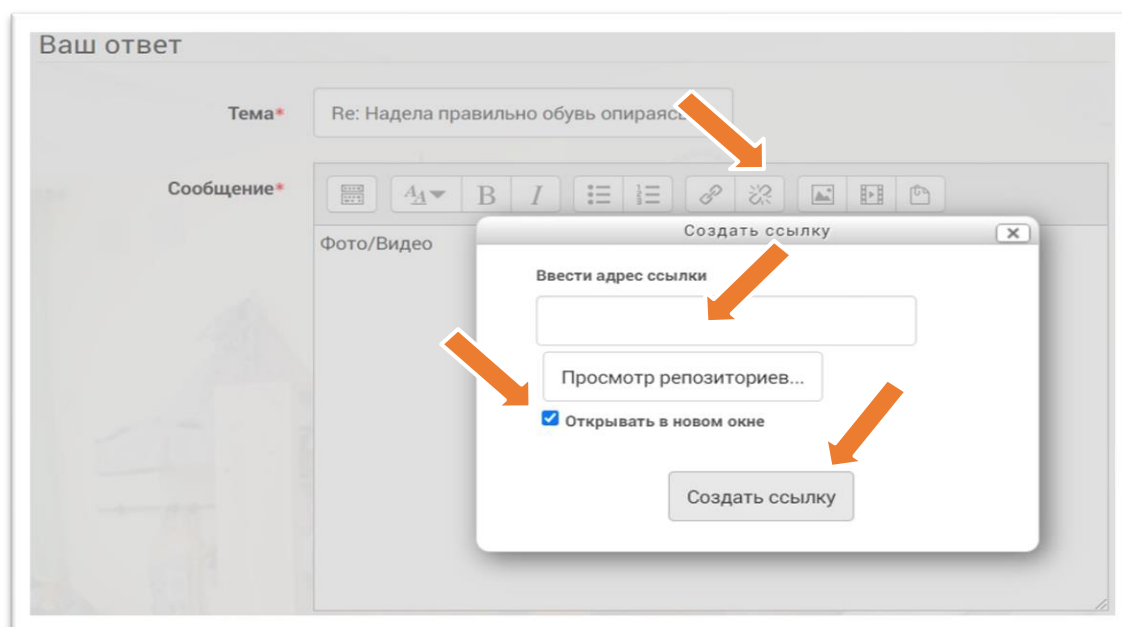 Ваш ответ
Тема*
Re: Надела правильно обувь опираясь
Сообщение*
AA B I
Фото/Видео
Создать ссылку
Ввести адрес ссылки
Просмотр репозиториев...
Открывать в новом окне
Создать ссылку